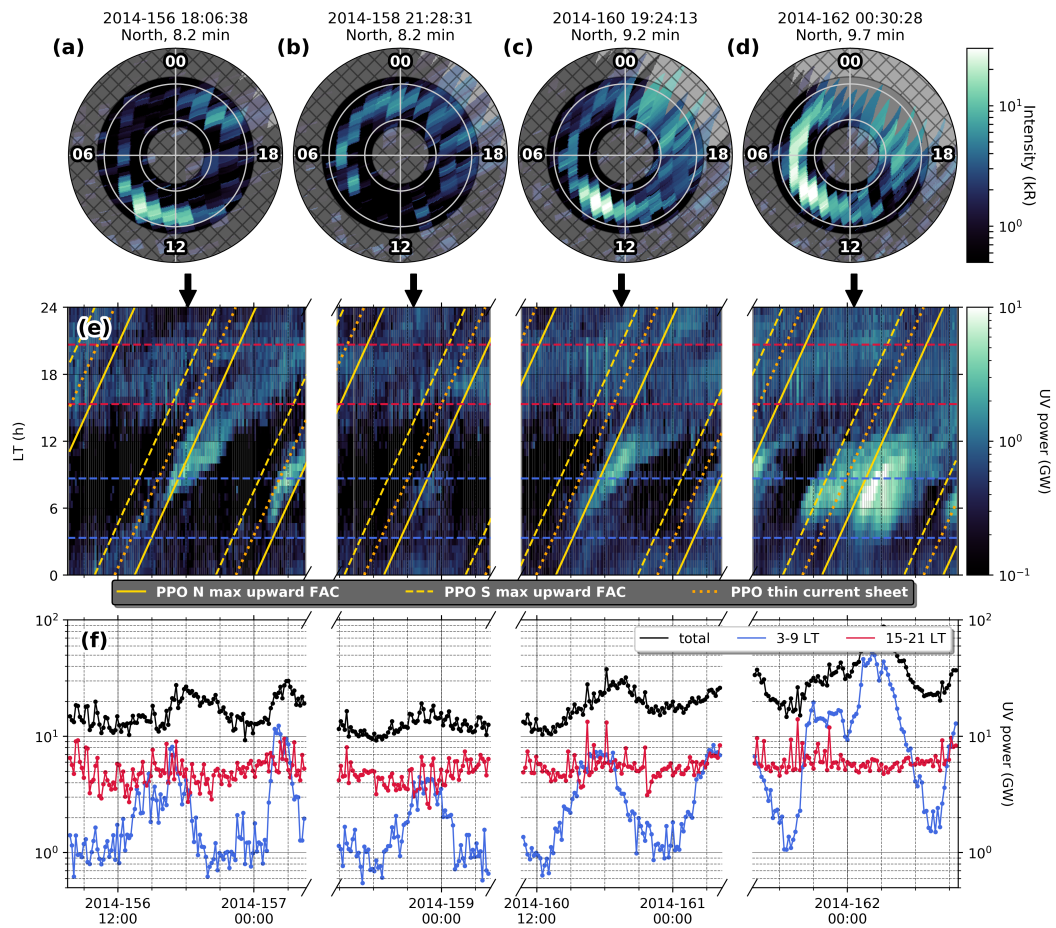 2014-156 18:06:38
North, 8.2 min
2014-158 21:28:31
North, 8.2 min
2014-160 19:24:13
North, 9.2 min
2014-162 00:30:28
North, 9.7 min
(a)
(b)
(c)
(d)
00
06
18
12
00
06
18
12
00
06
18
12
00
06
18
12
10¹
10⁰
Intensity (kR)
(e)
24
18
12
6
0
LT (h)
10¹
10⁰
10⁻¹
UV power (GW)
PPO N max upward FAC
PPO S max upward FAC
PPO thin current sheet
(f)
total
3-9 LT
15-21 LT
10²
10¹
10⁰
10²
10¹
10⁰
UV power (GW)
2014-156
12:00
2014-157
00:00
2014-159
00:00
2014-160
12:00
2014-161
00:00
2014-162
00:00